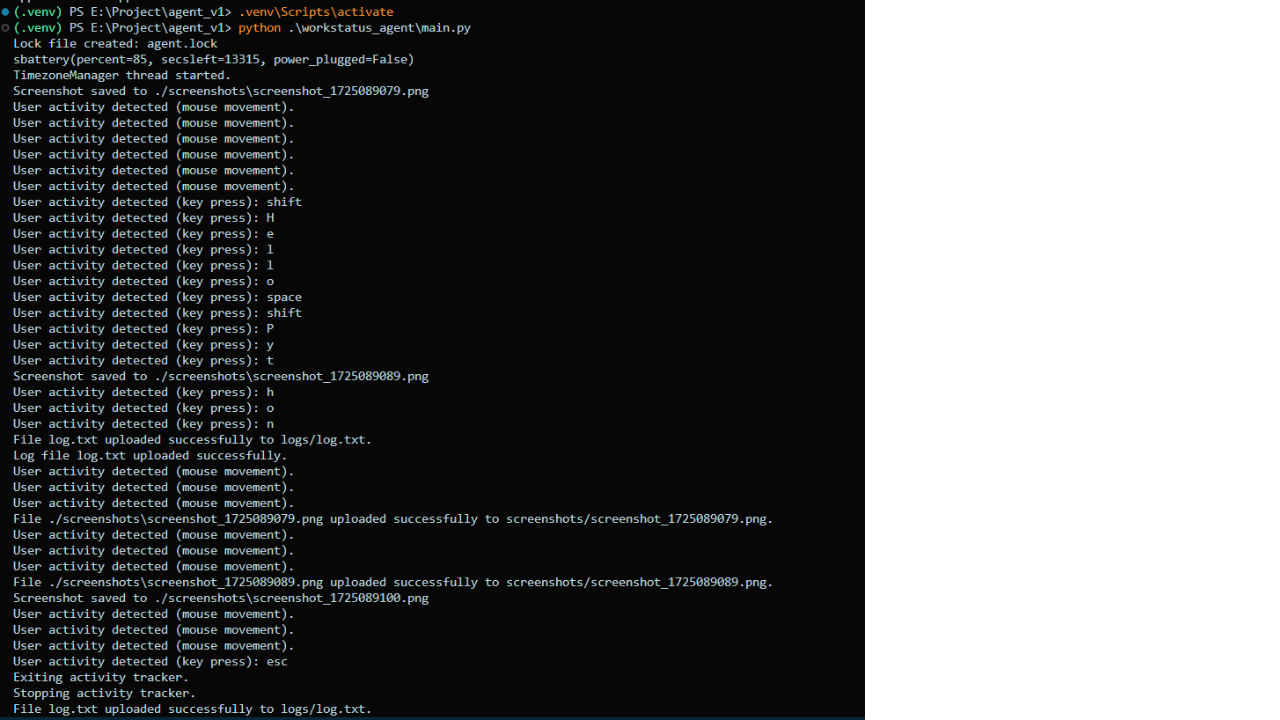 (.venv) PS E:\Project\agent_v1> .venv\Scripts\activate
(.venv) PS E:\Project\agent_v1> python .\workstatus_agent\main.py
Lock file created: agent.lock
sbattery(percent=85, secsleft=13315, power_plugged=False)
TimezoneManager thread started.
Screenshot saved to ./screenshots\screenshot_1725089079.png
User activity detected (mouse movement).
User activity detected (mouse movement).
User activity detected (mouse movement).
User activity detected (mouse movement).
User activity detected (mouse movement).
User activity detected (mouse movement).
User activity detected (key press): shift
User activity detected (key press): H
User activity detected (key press): e
User activity detected (key press): l
User activity detected (key press): l
User activity detected (key press): o
User activity detected (key press): space
User activity detected (key press): shift
User activity detected (key press): P
User activity detected (key press): y
User activity detected (key press): t
Screenshot saved to ./screenshots\screenshot_1725089089.png
User activity detected (key press): h
User activity detected (key press): o
User activity detected (key press): n
File log.txt uploaded successfully to logs/log.txt.
Log file log.txt uploaded successfully.
User activity detected (mouse movement).
User activity detected (mouse movement).
User activity detected (mouse movement).
File ./screenshots\screenshot_1725089079.png uploaded successfully to screenshots/screenshot_1725089079.png.
User activity detected (mouse movement).
User activity detected (mouse movement).
User activity detected (mouse movement).
File ./screenshots\screenshot_1725089089.png uploaded successfully to screenshots/screenshot_1725089089.png.
Screenshot saved to ./screenshots\screenshot_1725089100.png
User activity detected (mouse movement).
User activity detected (mouse movement).
User activity detected (mouse movement).
User activity detected (key press): esc
Exiting activity tracker.
Stopping activity tracker.
File log.txt uploaded successfully to logs/log.txt.